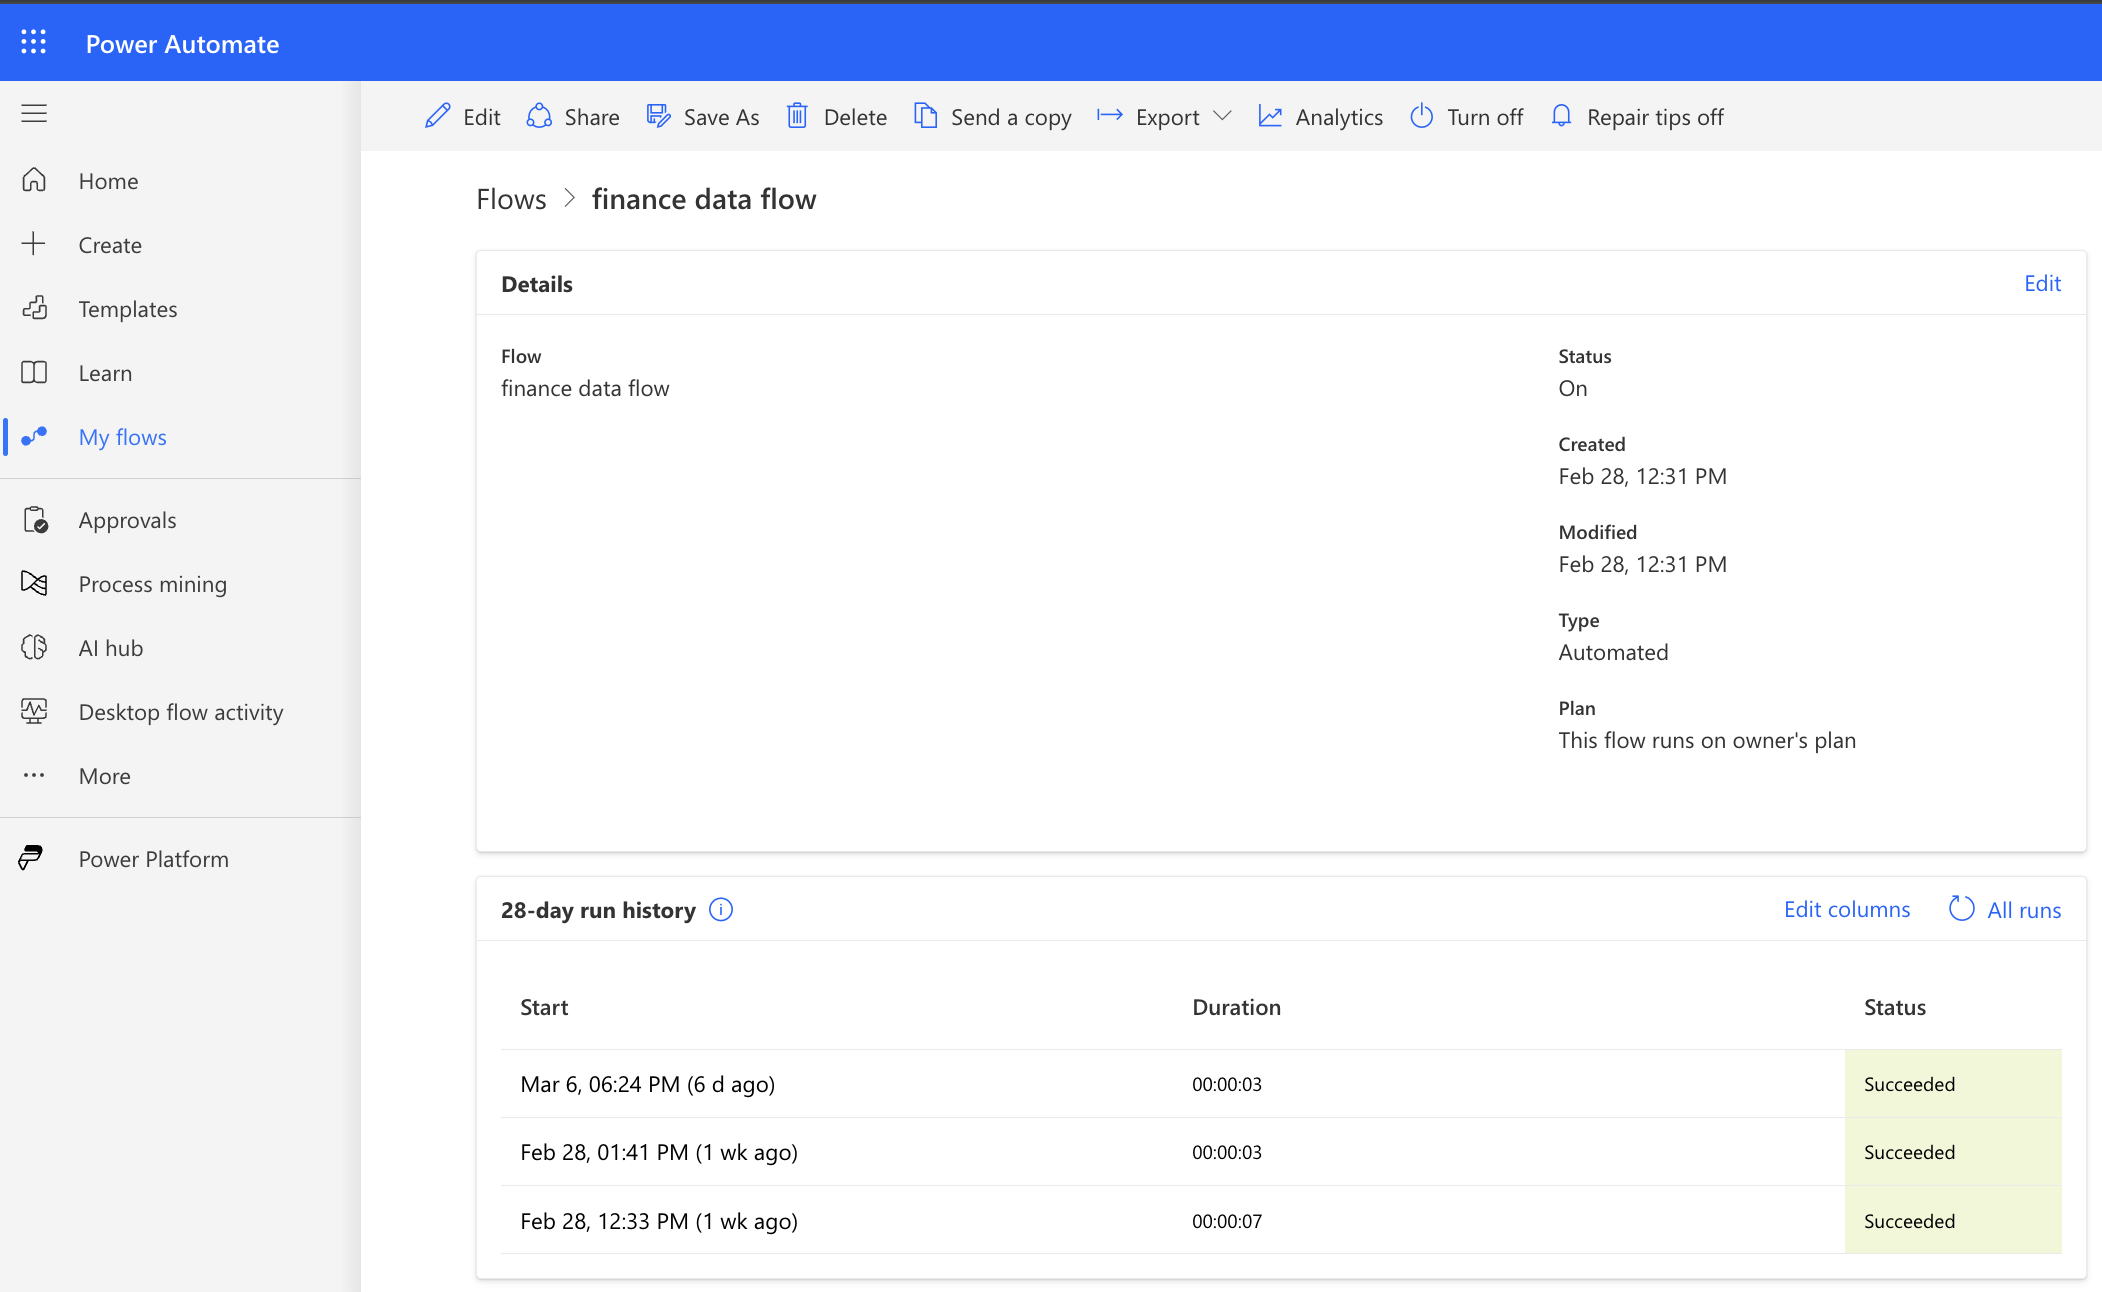 Power Automate
Edit
Share
Save As
Delete
Send a copy
Export
Analytics
Turn off
Repair tips off
Home
Create
Templates
Learn
My flows
Approvals
Process mining
AI hub
Desktop flow activity
More
Power Platform
Flows > finance data flow
Details
Edit
Flow
finance data flow
Status
On
Created
Feb 28, 12:31 PM
Modified
Feb 28, 12:31 PM
Type
Automated
Plan
This flow runs on owner's plan
28-day run history
Edit columns
All runs
Start Duration Status
Mar 6, 06:24 PM (6 d ago) 00:00:03 Succeeded
Feb 28, 01:41 PM (1 wk ago) 00:00:03 Succeeded
Feb 28, 12:33 PM (1 wk ago) 00:00:07 Succeeded